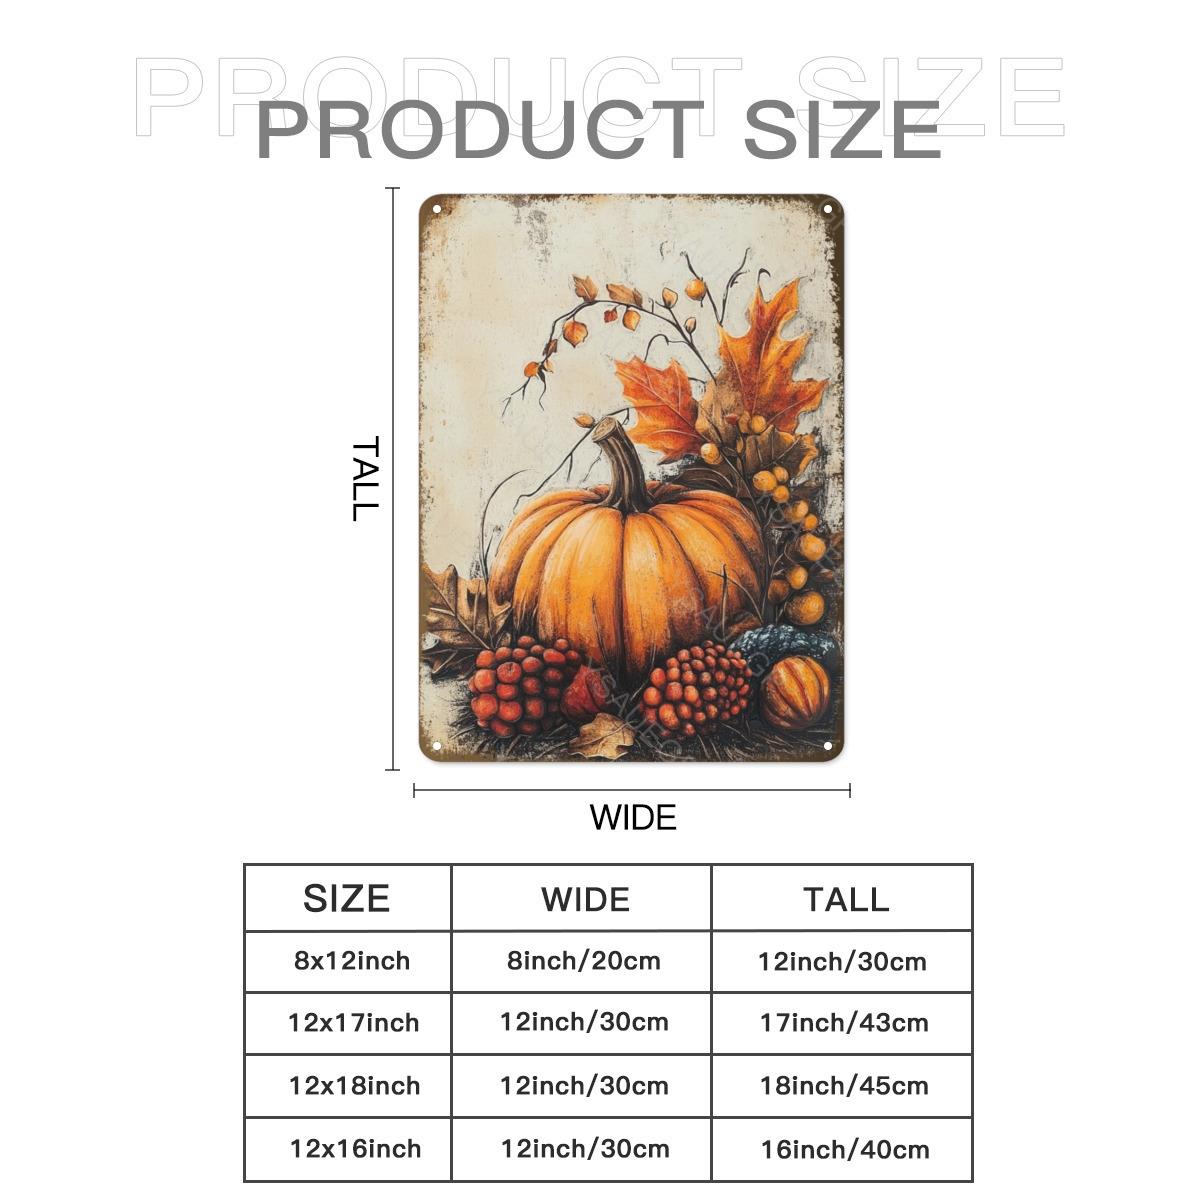 PRODUCT SIZE
PRODUCT SIZE
TALL
WIDE
SIZE WIDE TALL
8x12inch 8inch/20cm 12inch/30cm
12x17inch 12inch/30cm 17inch/43cm
12x18inch 12inch/30cm 18inch/45cm
12x16inch 12inch/30cm 16inch/40cm